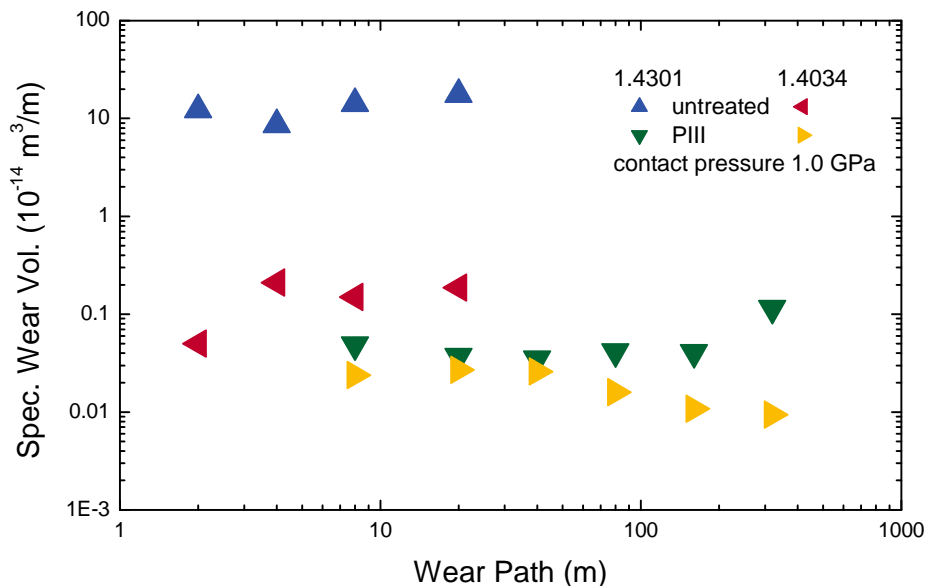 100
10
1
0.1
0.01
1E-3
Spec. Wear Vol. (10⁻¹⁴ m³/m)
1.4301 1.4034
untreated
PIII
contact pressure 1.0 GPa
1 10 100 1000
Wear Path (m)